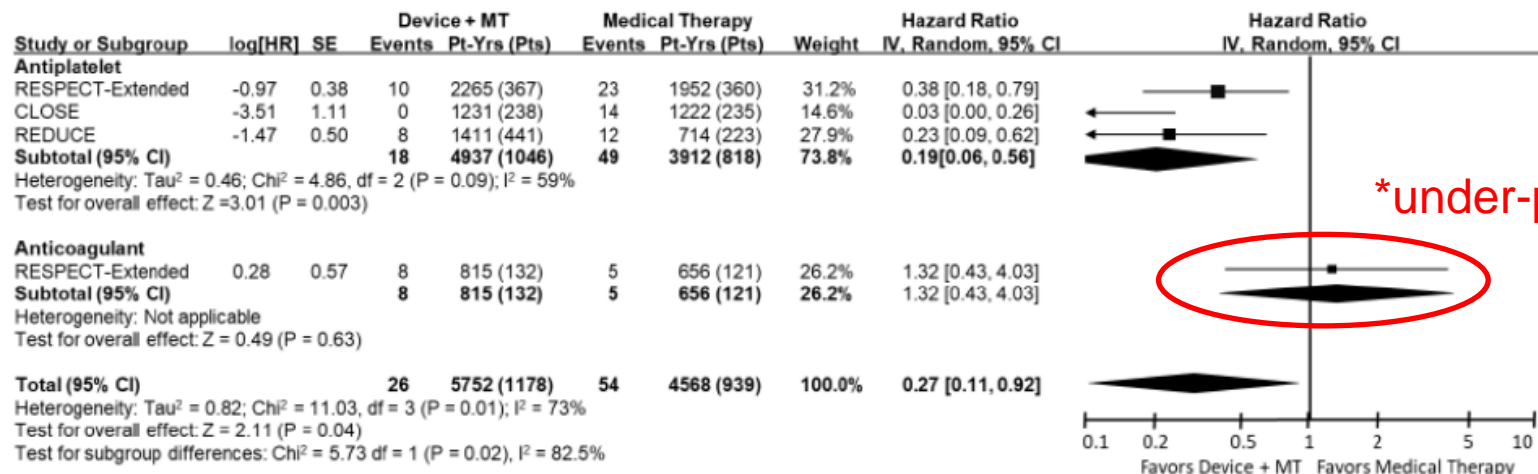 Device + MT Medical Therapy Hazard Ratio Hazard Ratio
Study or Subgroup log[HR] SE Events Pt-Yrs (Pts) Events Pt-Yrs (Pts) Weight IV, Random, 95% CI IV, Random, 95% CI
Antiplatelet
RESPECT-Extended -0.97 0.38 10 2265 (367) 23 1952 (360) 31.2% 0.38 [0.18, 0.79]
CLOSE -3.51 1.11 0 1231 (238) 14 1222 (235) 14.6% 0.03 [0.00, 0.26]
REDUCE -1.47 0.50 8 1411 (441) 12 714 (223) 27.9% 0.23 [0.09, 0.62]
Subtotal (95% CI) 18 4937 (1046) 49 3912 (818) 73.8% 0.19[0.06, 0.56]
Heterogeneity: Tau² = 0.46; Chi² = 4.86, df = 2 (P = 0.09); I² = 59%
Test for overall effect: Z =3.01 (P = 0.003)
*under-p
Anticoagulant
RESPECT-Extended 0.28 0.57 8 815 (132) 5 656 (121) 26.2% 1.32 [0.43, 4.03]
Subtotal (95% CI) 8 815 (132) 5 656 (121) 26.2% 1.32 [0.43, 4.03]
Heterogeneity: Not applicable
Test for overall effect: Z = 0.49 (P = 0.63)
Total (95% CI) 26 5752 (1178) 54 4568 (939) 100.0% 0.27 [0.11, 0.92]
Heterogeneity: Tau² = 0.82; Chi² = 11.03, df = 3 (P = 0.01); I² = 73%
Test for overall effect: Z = 2.11 (P = 0.04)
Test for subgroup differences: Chi² = 5.73 df = 1 (P = 0.02), I² = 82.5%
0.1 0.2 0.5 1 2 5 10
Favors Device + MT Favors Medical Therapy